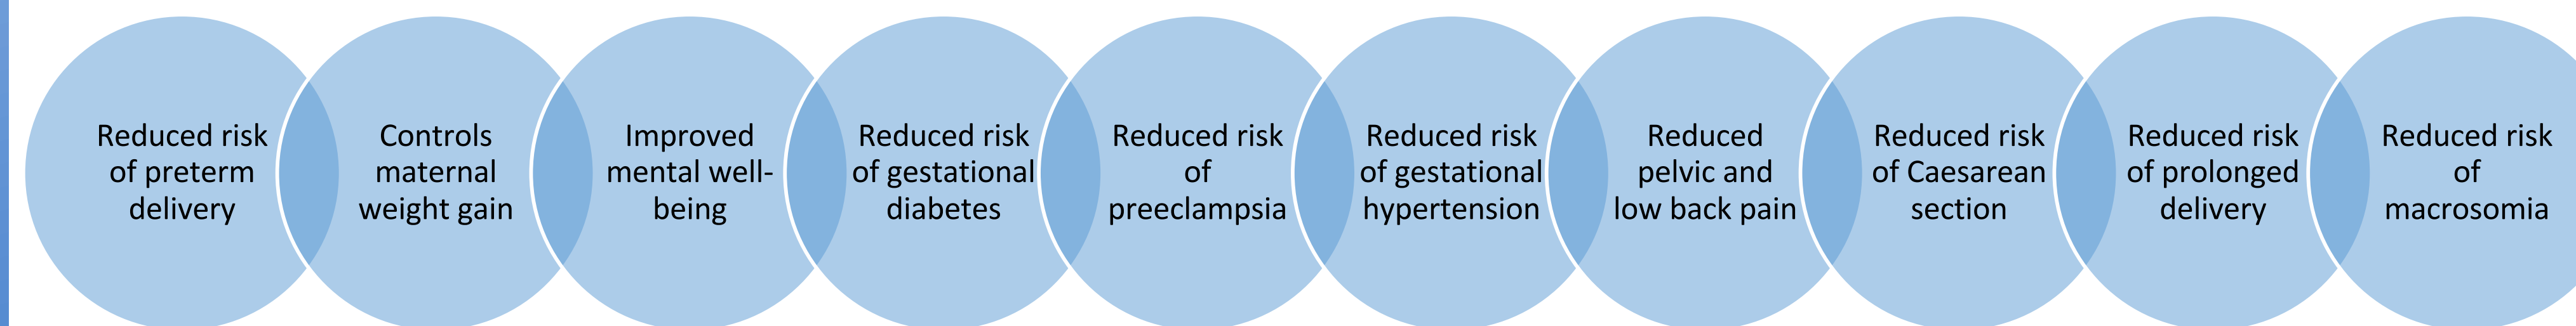 Reduced risk
of preterm
delivery
Controls
maternal
weight gain
Improved
mental well-
being
Reduced risk
of gestational
diabetes
Reduced risk
of
preeclampsia
Reduced risk
of gestational
hypertension
Reduced
pelvic and
low back pain
Reduced risk
of Caesarean
section
Reduced risk
of prolonged
delivery
Reduced risk
of
macrosomia